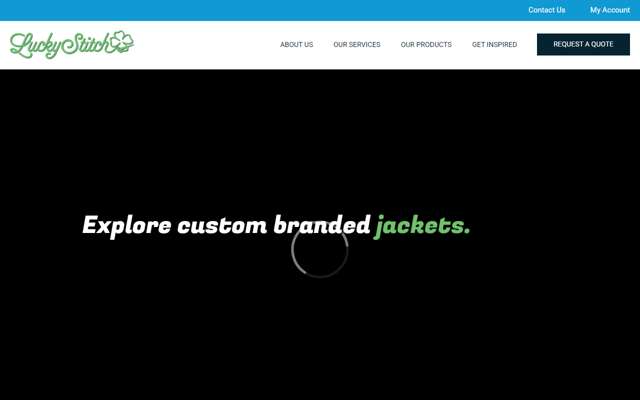 Contact Us
My Account
Lucky Stitch
ABOUT US
OUR SERVICES
OUR PRODUCTS
GET INSPIRED
REQUEST A QUOTE
Explore custom branded jackets.